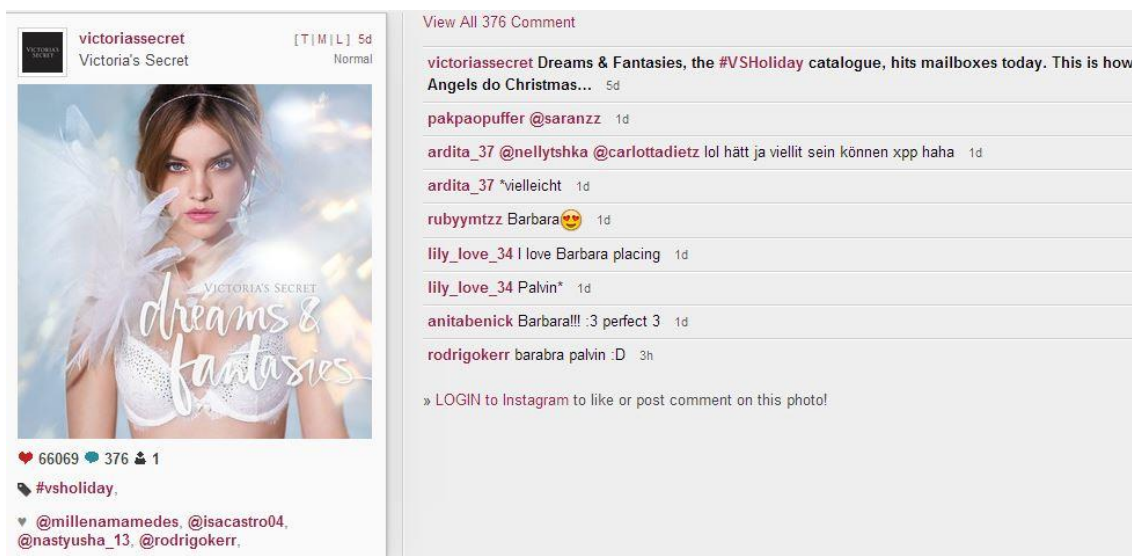 victoriassecret [T|M|L] 5d
Victoria's Secret Normal
VICTORIA'S
SECRET
VICTORIA'S SECRET
dreams &
fantasies
66069 376 1
#vsholiday,
@millenamamedes, @isacastro04,
@nastyusha_13, @rodrigokerr,
View All 376 Comment
victoriassecret Dreams & Fantasies, the #VSHoliday catalogue, hits mailboxes today. This is how
Angels do Christmas... 5d
pakpaopuffer @saranzz 1d
ardita_37 @nellytshka @carlottadietz lol hätt ja viellit sein können xpp haha 1d
ardita_37 *vielleicht 1d
rubyymtzz Barbara😍 1d
lily_love_34 I love Barbara placing 1d
lily_love_34 Palvin* 1d
anitabenick Barbara!!! :3 perfect 3 1d
rodrigokerr barabra palvin :D 3h
» LOGIN to Instagram to like or post comment on this photo!